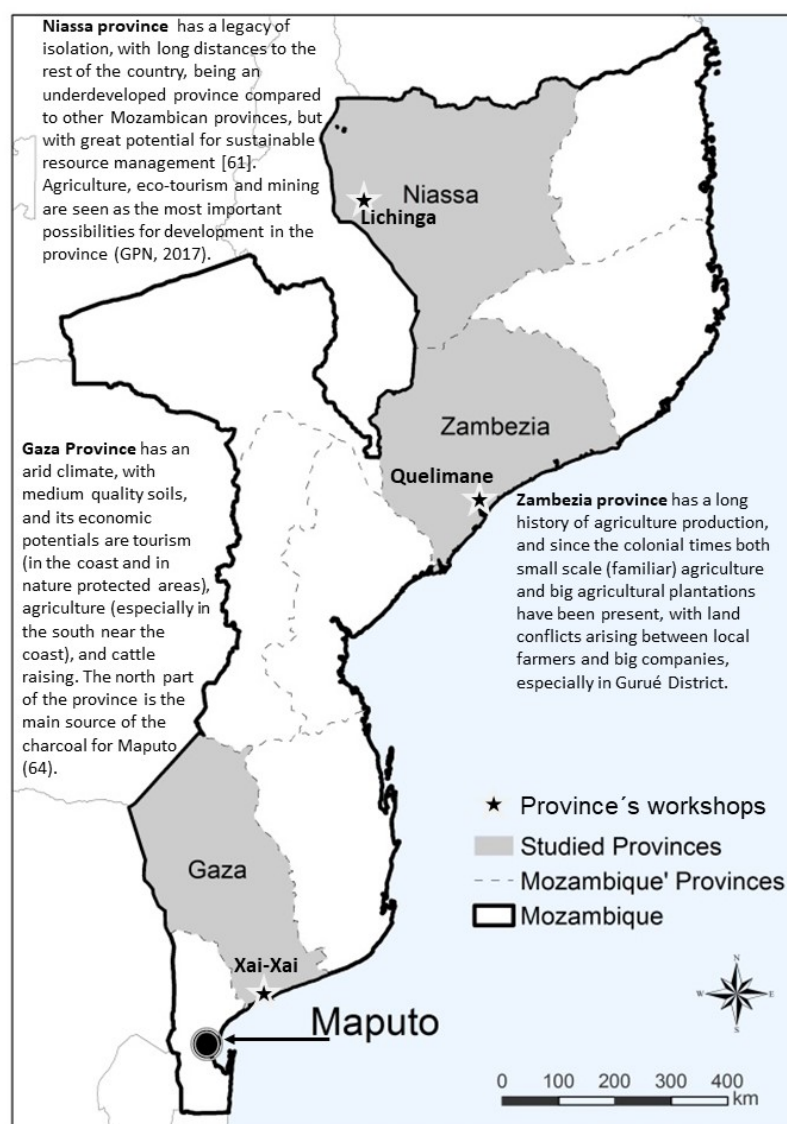 Niassa province has a legacy of
isolation, with long distances to the
rest of the country, being an
underdeveloped province compared
to other Mozambican provinces, but
with great potential for sustainable
resource management [61].
Agriculture, eco-tourism and mining
are seen as the most important
possibilities for development in the
province (GPN, 2017).
Niassa
Lichinga
Zambezia
Quelimane
Gaza Province has an
arid climate, with
medium quality soils,
and its economic
potentials are tourism
(in the coast and in
nature protected areas),
agriculture (especially in
the south near the
coast), and cattle
raising. The north part
of the province is the
main source of the
charcoal for Maputo
(64).
Zambezia province has a long
history of agriculture production,
and since the colonial times both
small scale (familiar) agriculture
and big agricultural plantations
have been present, with land
conflicts arising between local
farmers and big companies,
especially in Gurué District.
Gaza
Xai-Xai
Maputo
Province´s workshops
Studied Provinces
Mozambique' Provinces
Mozambique
N
W E
S
0 100 200 300 400
km